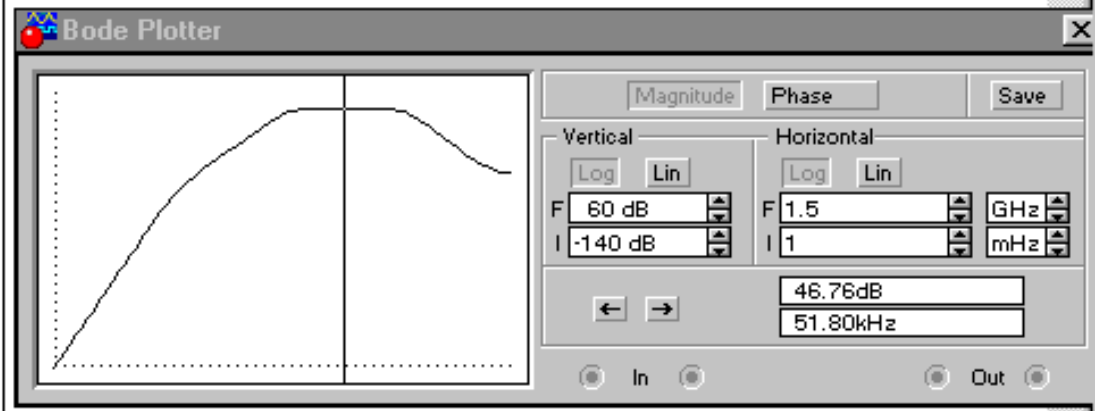 Bode Plotter
Magnitude Phase Save
Vertical Horizontal
Log Lin Log Lin
F 60 dB F 1.5 GHz
I -140 dB I 1 mHz
46.76dB
51.80kHz
In Out